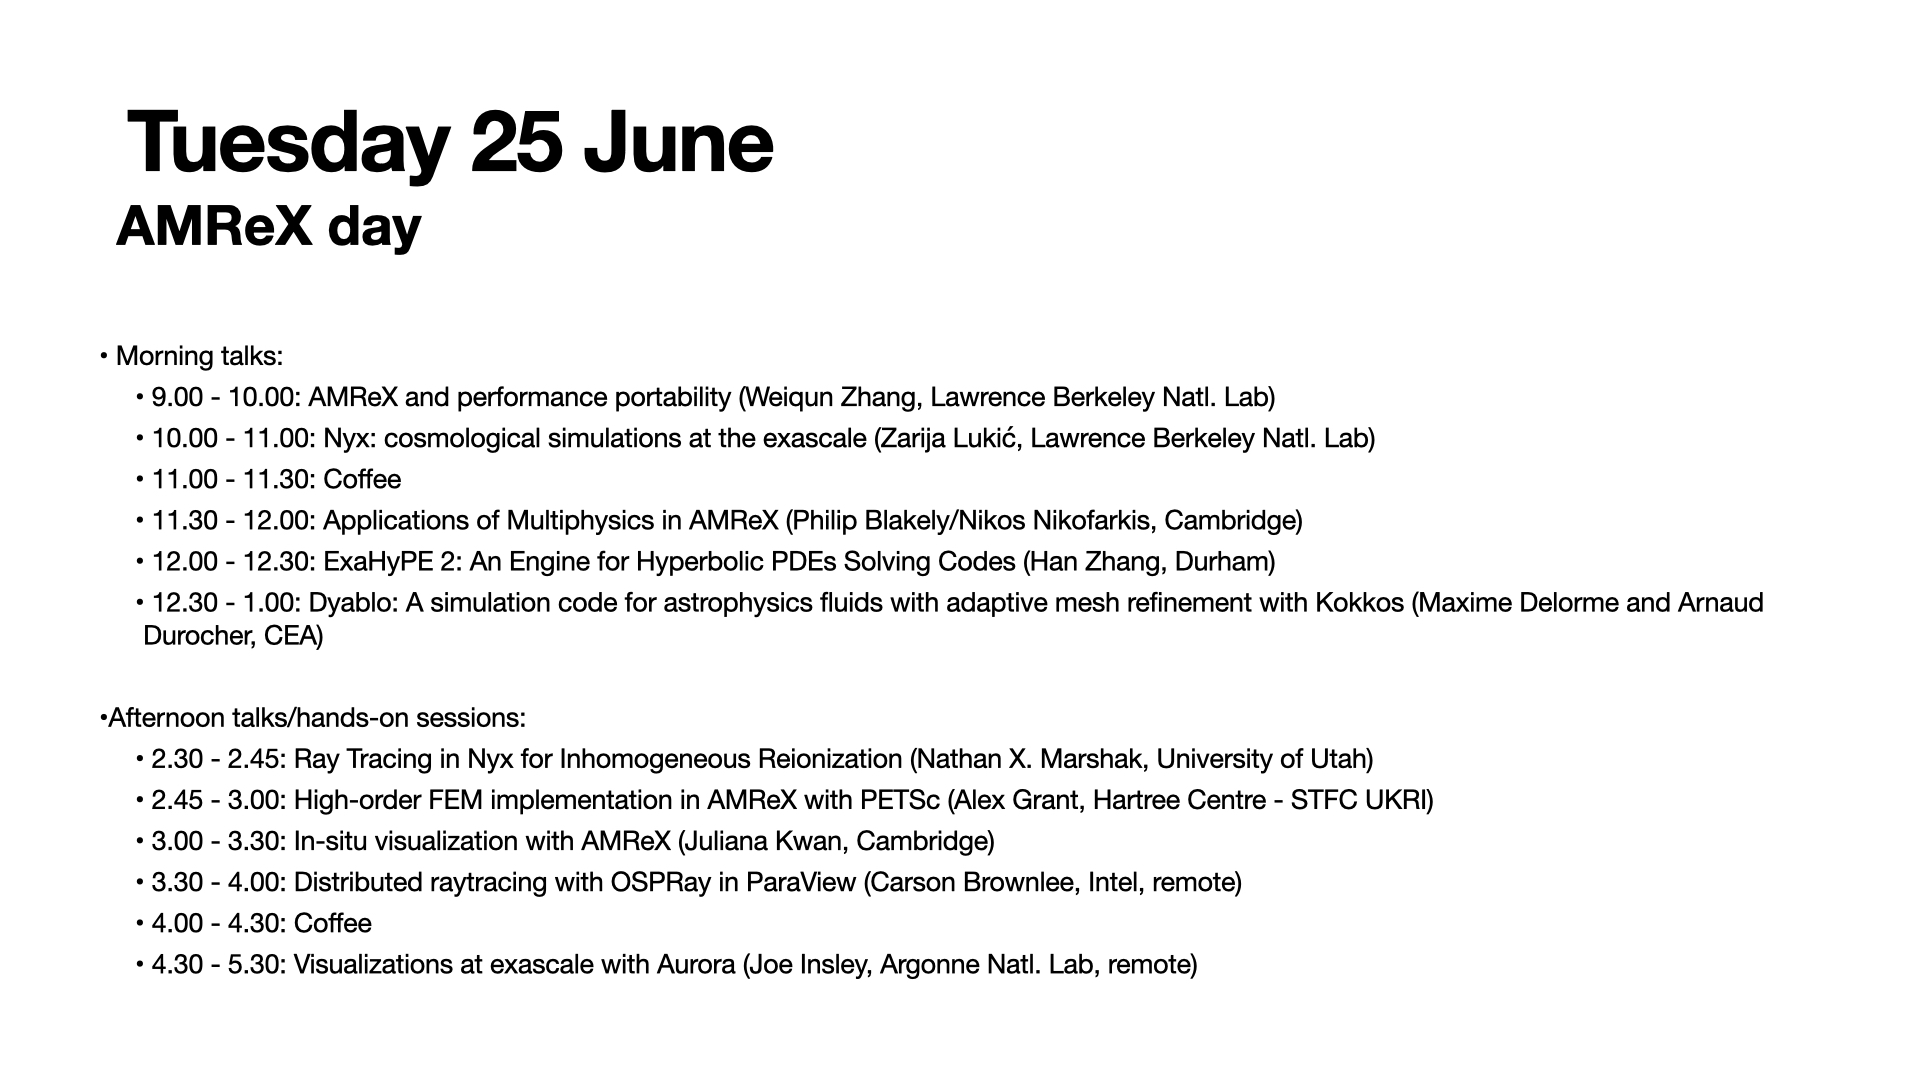 Tuesday 25 June
AMReX day
• Morning talks:
• 9.00 - 10.00: AMReX and performance portability (Weiqun Zhang, Lawrence Berkeley Natl. Lab)
• 10.00 - 11.00: Nyx: cosmological simulations at the exascale (Zarija Lukić, Lawrence Berkeley Natl. Lab)
• 11.00 - 11.30: Coffee
• 11.30 - 12.00: Applications of Multiphysics in AMReX (Philip Blakely/Nikos Nikofarkis, Cambridge)
• 12.00 - 12.30: ExaHyPE 2: An Engine for Hyperbolic PDEs Solving Codes (Han Zhang, Durham)
• 12.30 - 1.00: Dyablo: A simulation code for astrophysics fluids with adaptive mesh refinement with Kokkos (Maxime Delorme and Arnaud
Durocher, CEA)
•Afternoon talks/hands-on sessions:
• 2.30 - 2.45: Ray Tracing in Nyx for Inhomogeneous Reionization (Nathan X. Marshak, University of Utah)
• 2.45 - 3.00: High-order FEM implementation in AMReX with PETSc (Alex Grant, Hartree Centre - STFC UKRI)
• 3.00 - 3.30: In-situ visualization with AMReX (Juliana Kwan, Cambridge)
• 3.30 - 4.00: Distributed raytracing with OSPRay in ParaView (Carson Brownlee, Intel, remote)
• 4.00 - 4.30: Coffee
• 4.30 - 5.30: Visualizations at exascale with Aurora (Joe Insley, Argonne Natl. Lab, remote)